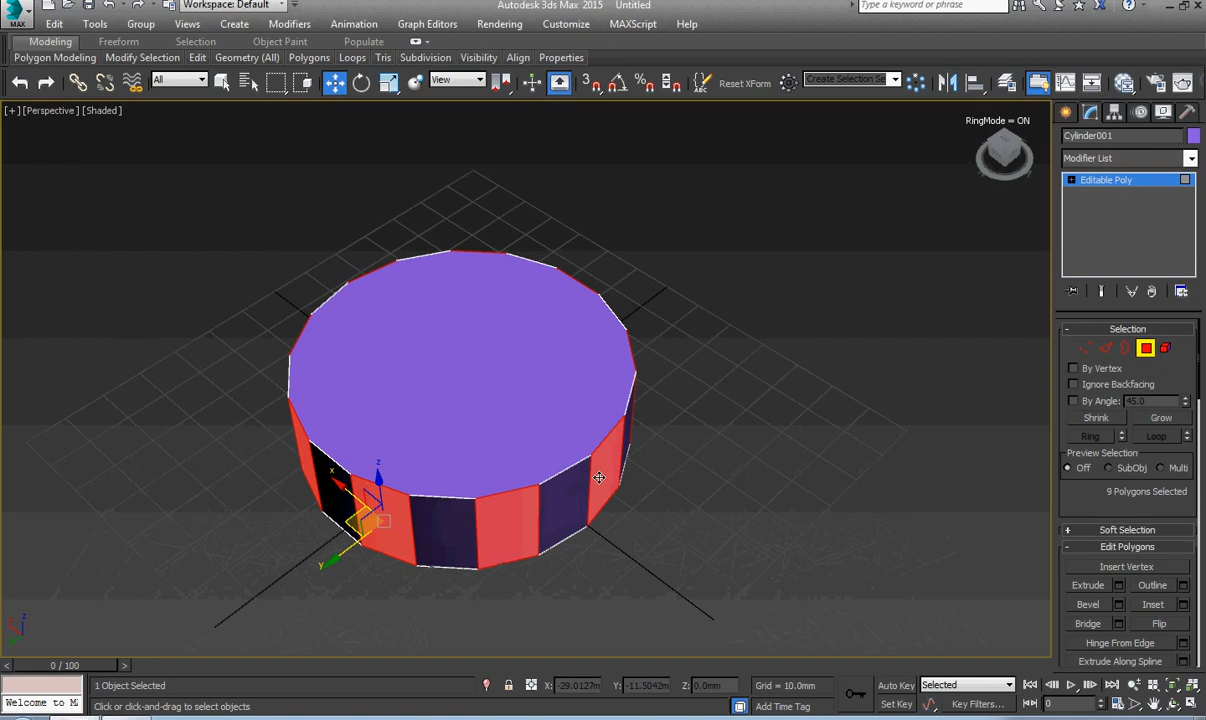 Workspace: Default
Autodesk 3ds Max 2015 Untitled
Type a keyword or phrase
MAX
Edit Tools Group Views Create Modifiers Animation Graph Editors Rendering Customize MAXScript Help
Modeling Freeform Selection Object Paint Populate
Polygon Modeling Modify Selection Edit Geometry (All) Polygons Loops Tris Subdivision Visibility Align Properties
All View Reset XForm Create Selection Se
[+] [Perspective] [Shaded]
RingMode = ON
Cylinder001
Modifier List
Editable Poly
Selection
By Vertex
Ignore Backfacing
By Angle: 45.0
Shrink Grow
Ring Loop
Preview Selection
Off SubObj Multi
9 Polygons Selected
Soft Selection
Edit Polygons
Insert Vertex
Extrude Outline
Bevel Inset
Bridge Flip
Hinge From Edge
Extrude Along Spline
x
z
y
z
0 / 100
1 Object Selected X: -29.0127m Y: -11.5042m Z: 0.0mm Grid = 10.0mm Auto Key Selected
Welcome to M Click or click-and-drag to select objects Add Time Tag Set Key Key Filters... 0